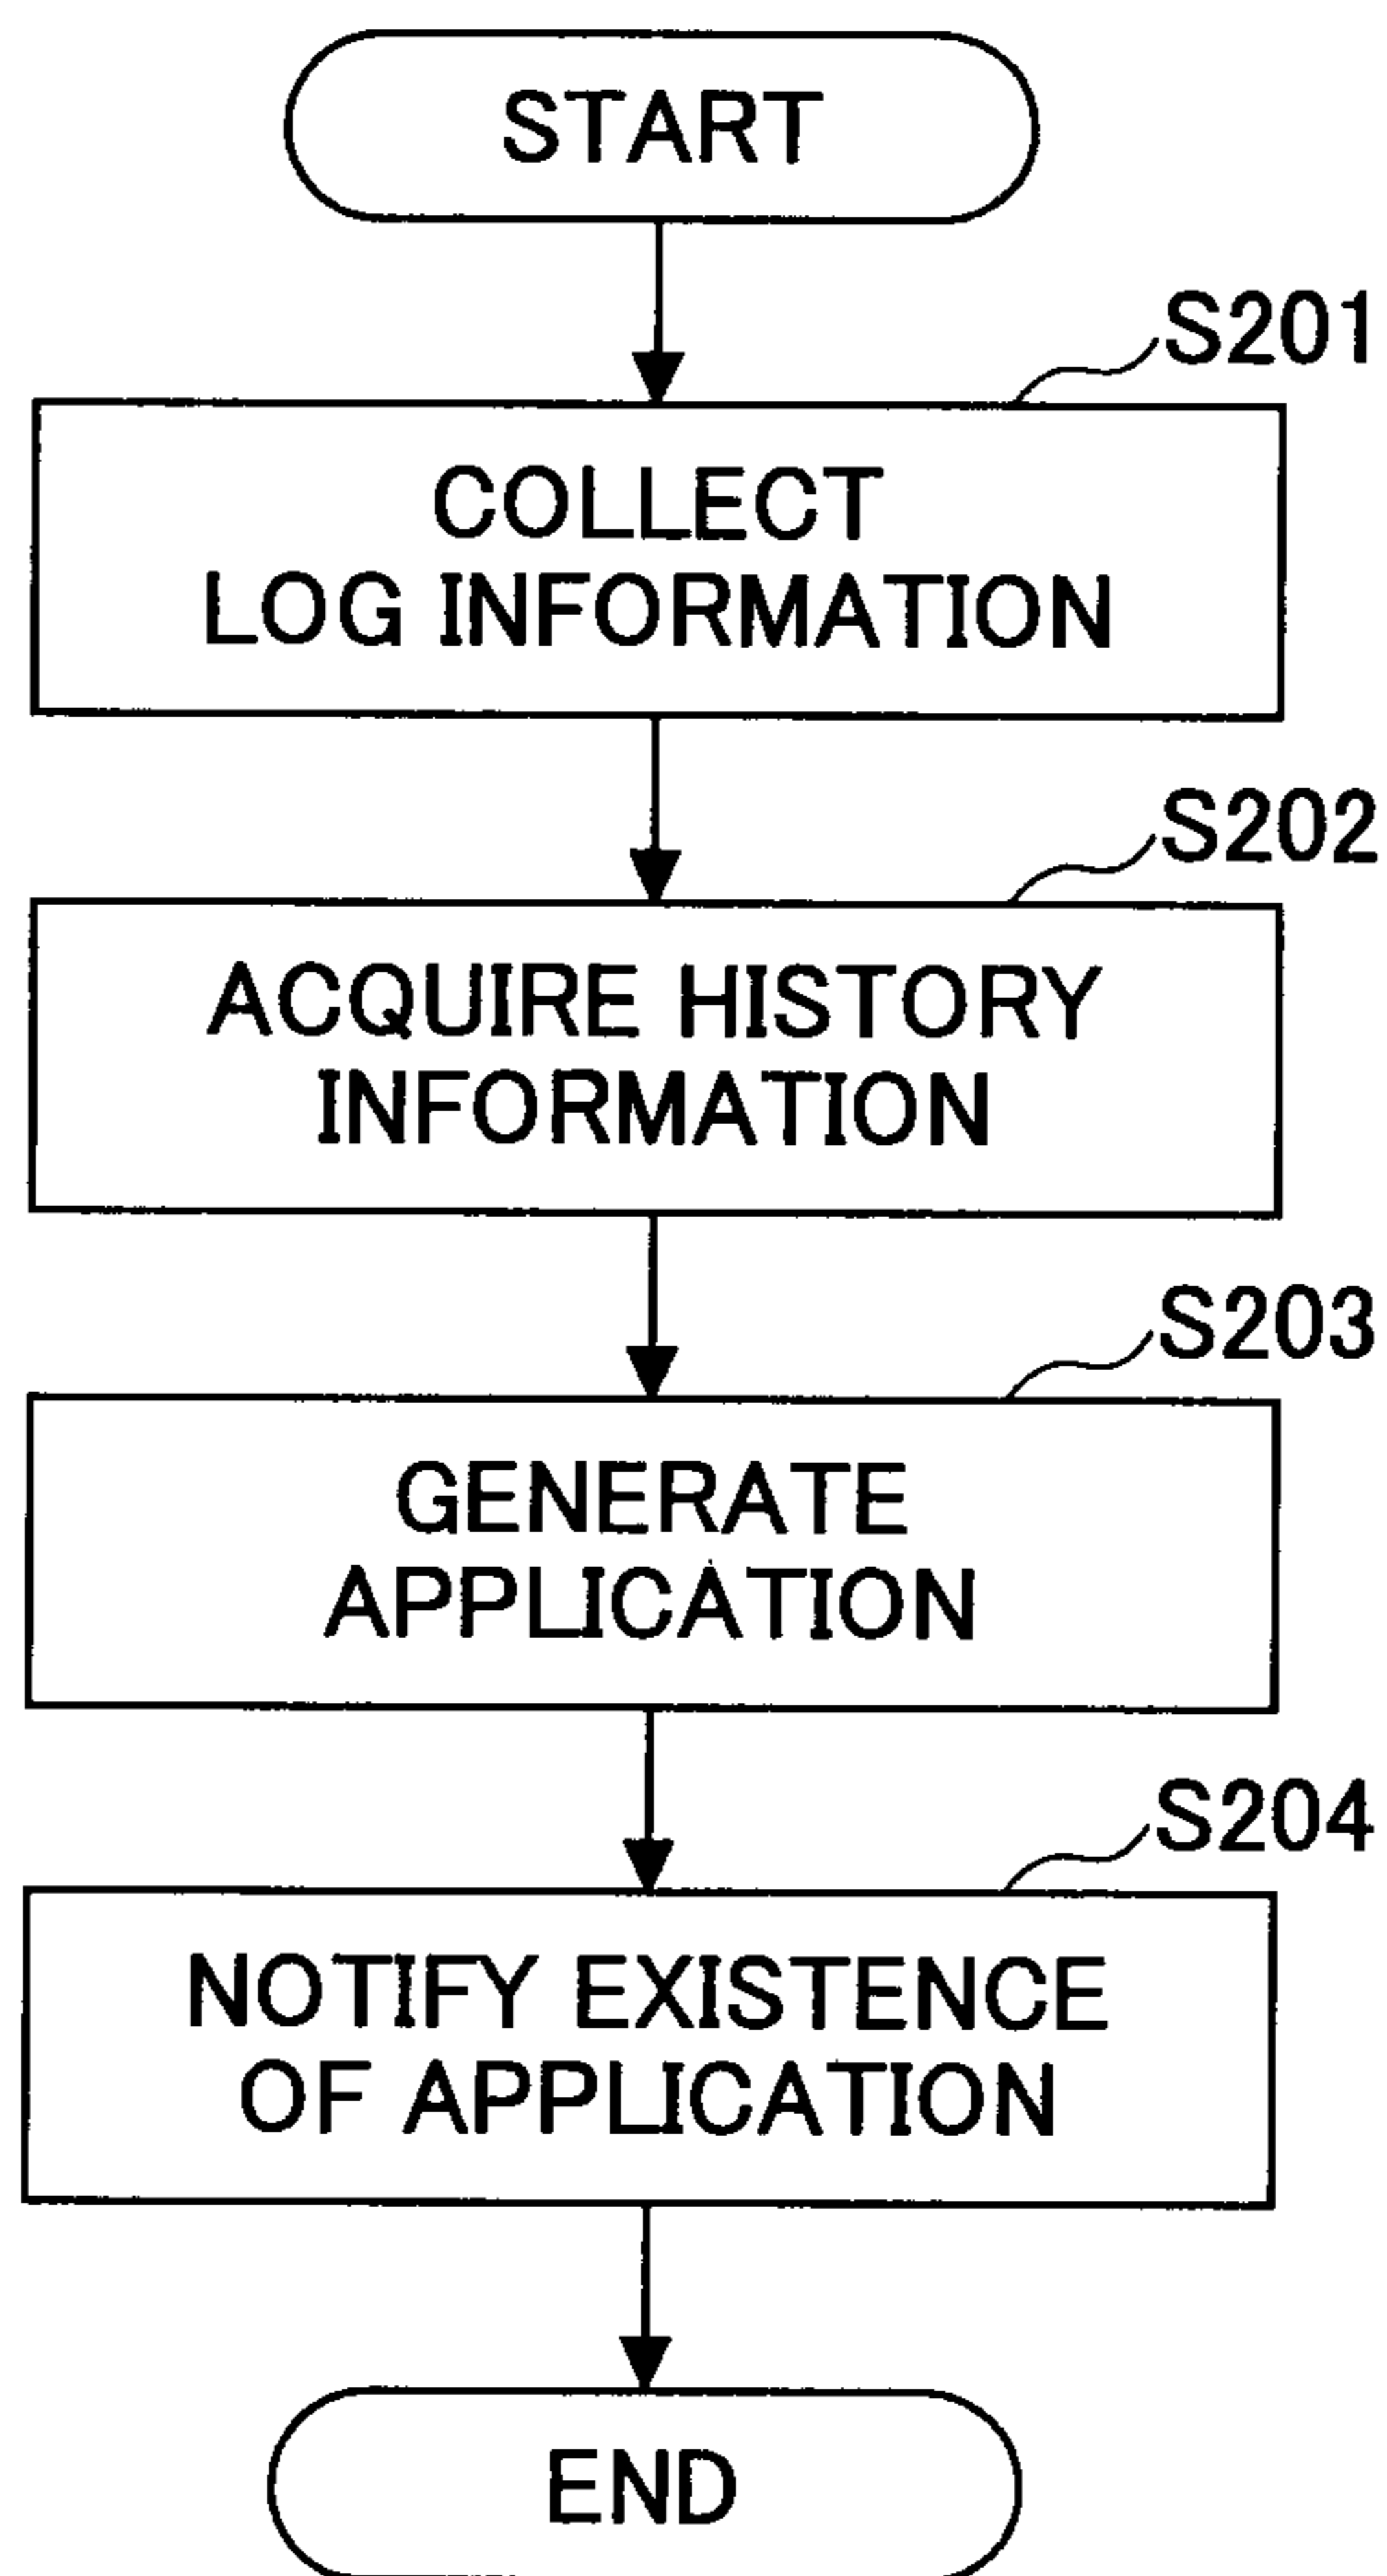 START
S201
COLLECT
LOG INFORMATION
S202
ACQUIRE HISTORY
INFORMATION
S203
GENERATE
APPLICATION
S204
NOTIFY EXISTENCE
OF APPLICATION
END